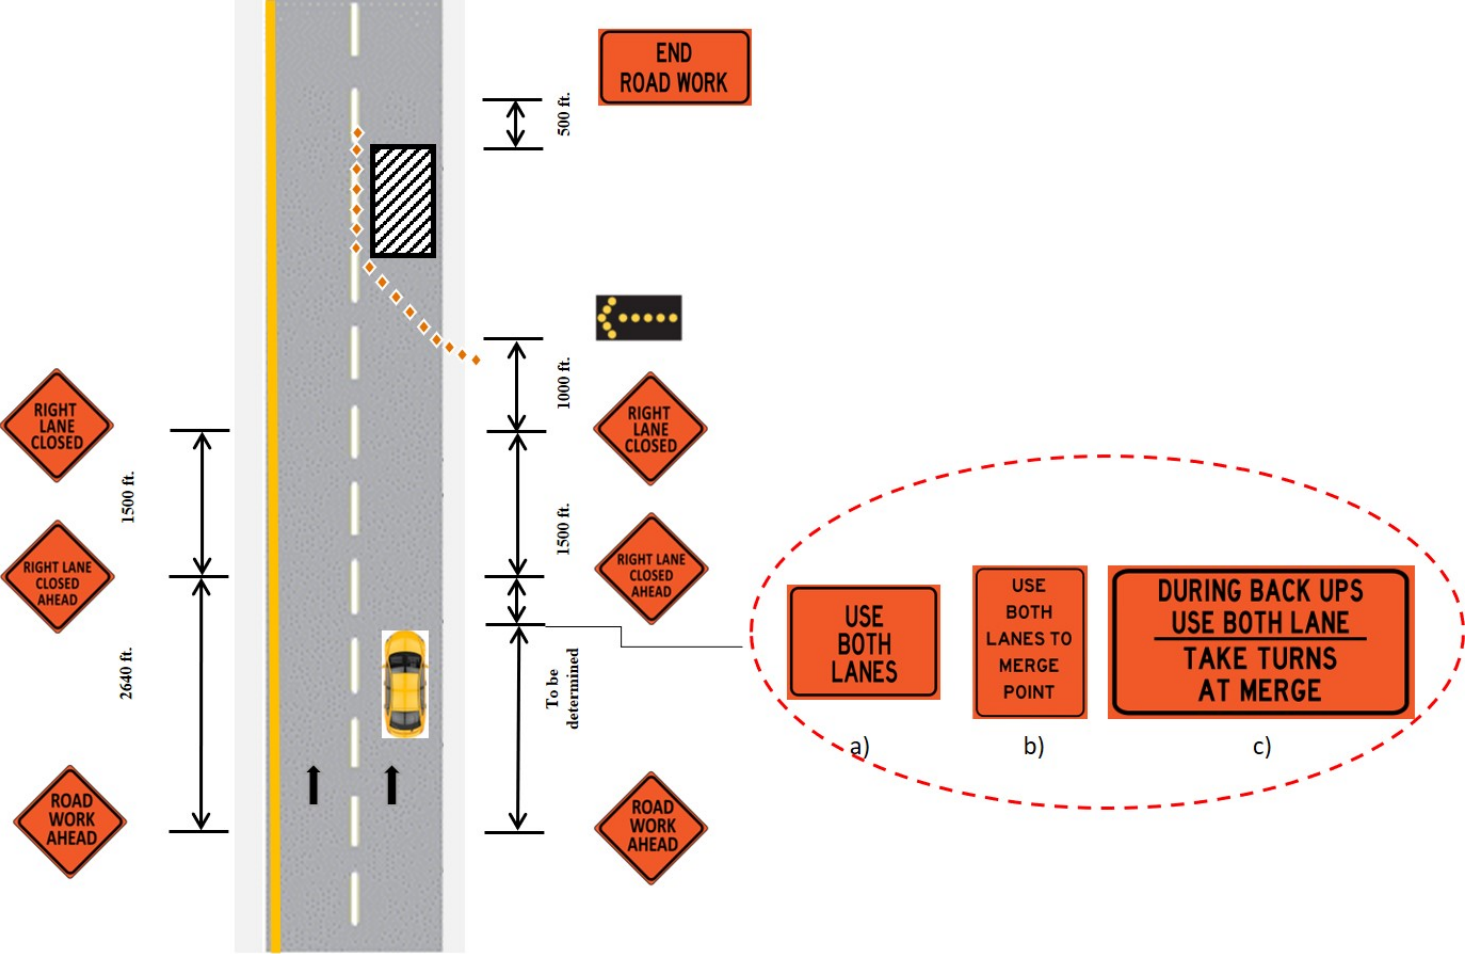 END
ROAD WORK
500 ft.
1000 ft.
RIGHT
LANE
CLOSED
RIGHT
LANE
CLOSED
1500 ft.
1500 ft.
RIGHT LANE
CLOSED
AHEAD
RIGHT LANE
CLOSED
AHEAD
2640 ft.
To be
determined
ROAD
WORK
AHEAD
ROAD
WORK
AHEAD
USE
BOTH
LANES
a)
USE
BOTH
LANES TO
MERGE
POINT
b)
DURING BACK UPS
USE BOTH LANE
TAKE TURNS
AT MERGE
c)